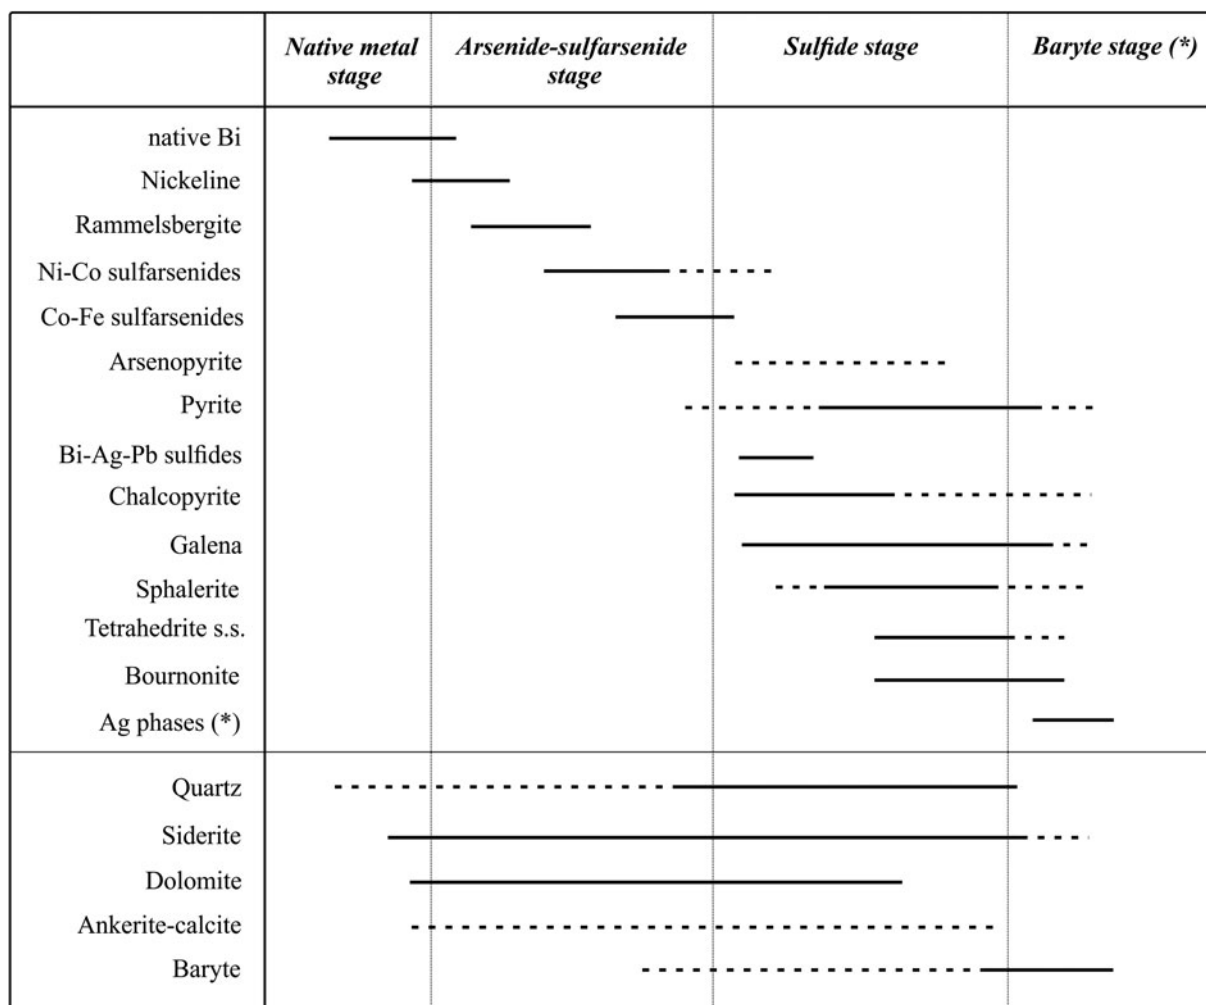 Native metal stage
Arsenide-sulfarsenide stage
Sulfide stage
Baryte stage (*)
native Bi
Nickeline
Rammelsbergite
Ni-Co sulfarsenides
Co-Fe sulfarsenides
Arsenopyrite
Pyrite
Bi-Ag-Pb sulfides
Chalcopyrite
Galena
Sphalerite
Tetrahedrite s.s.
Bournonite
Ag phases (*)
Quartz
Siderite
Dolomite
Ankerite-calcite
Baryte